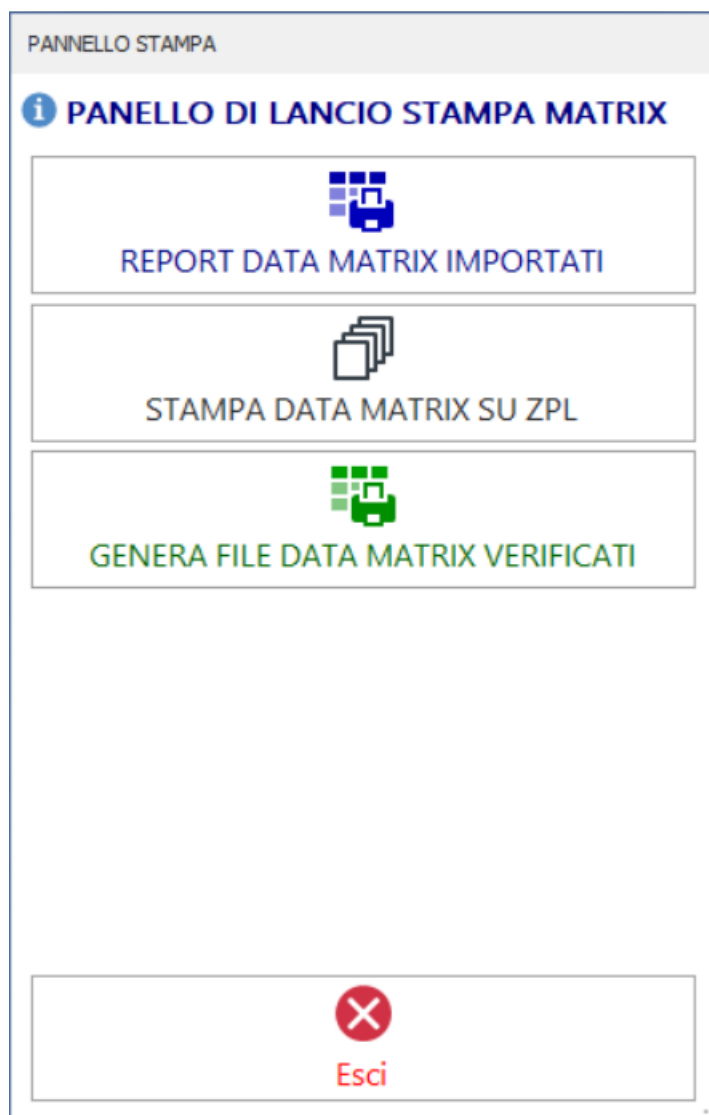 PANNELLO STAMPA
PANELLO DI LANCIO STAMPA MATRIX
REPORT DATA MATRIX IMPORTATI
STAMPA DATA MATRIX SU ZPL
GENERA FILE DATA MATRIX VERIFICATI
Esci